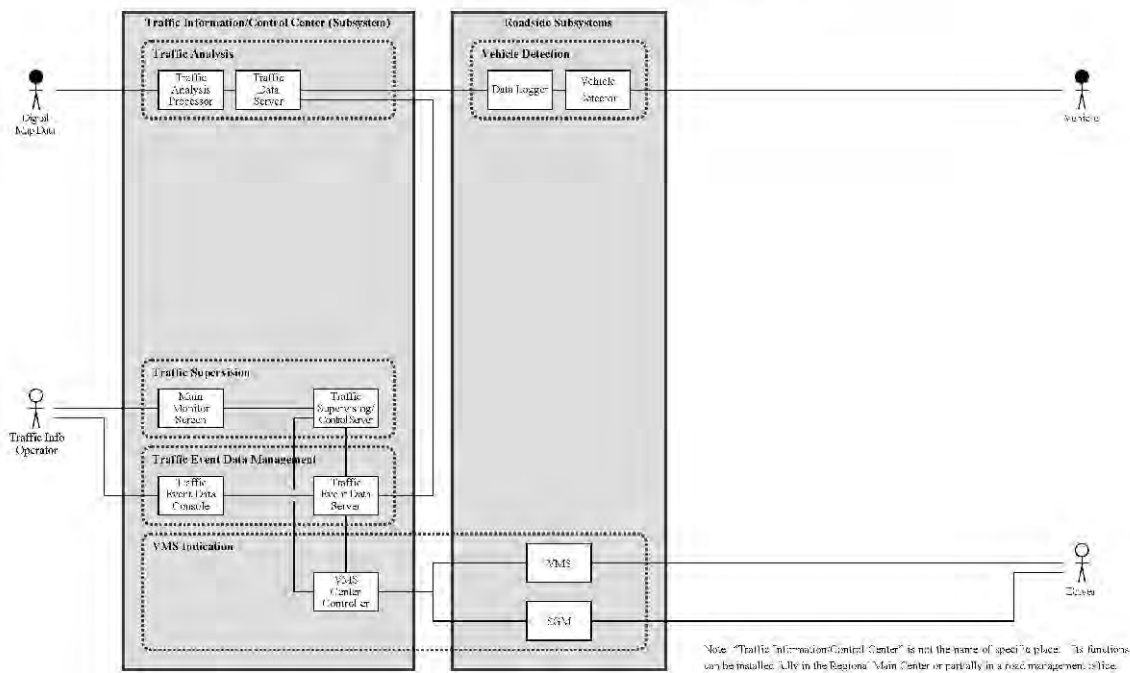 Traffic Information/Control Center (Subsystem)
Roadside Subsystems
Traffic Analysis
Vehicle Detection
Traffic
Analysis
Processor
Traffic
Data
Server
Data Logger
Vehicle
Detector
Digital
Map Data
Vehicle
Traffic Supervision
Main
Monitor
Screen
Traffic
Supervising/
Control Server
Traffic Info
Operator
Traffic Event Data Management
Traffic
Event Data
Console
Traffic
Event Data
Server
VMS Indication
VMS
VMS
Center
Controller
SGM
Driver
Note: "Traffic Information/Control Center" is not the name of specific place. Its functions
can be installed fully in the Regional Main Center or partially in a road management office.